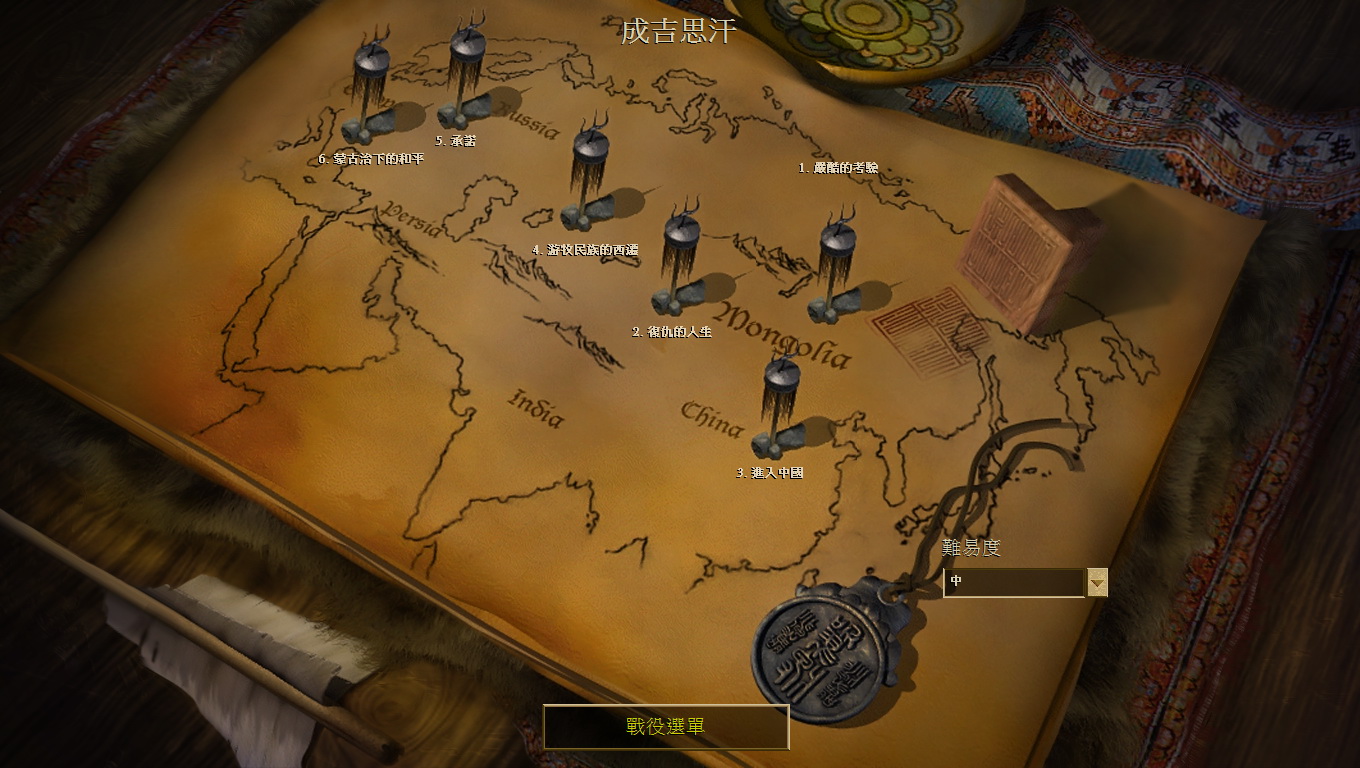 成吉思汗
Russia
5. 承諾
6. 蒙古治下的和平
1. 嚴酷的考驗
Persia
4. 游牧民族的西遷
2. 復仇的人生
Mongolia
India
China
3. 進入中國
難易度
中
戰役選單